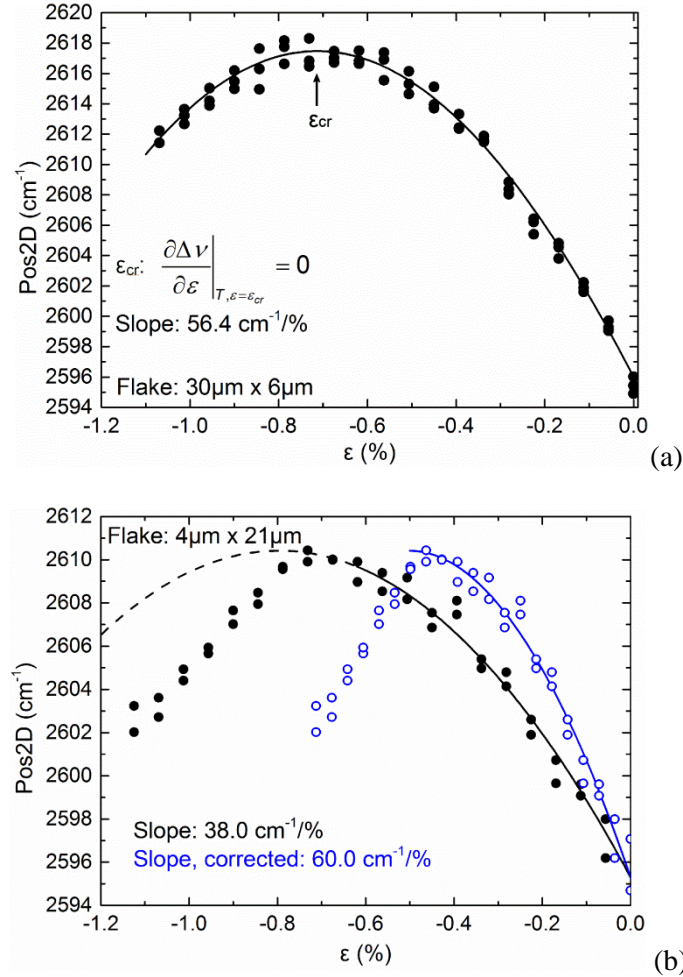 2620
2618
2616
2614
2612
2610
2608
2606
2604
2602
2600
2598
2596
2594
Pos2D (cm⁻¹)
εcr
εcr: ∂Δν/∂ε|T,ε=εcr = 0
Slope: 56.4 cm⁻¹/%
Flake: 30µm x 6µm
-1.2 -1.0 -0.8 -0.6 -0.4 -0.2 0.0
ε (%)
(a)
2612
2610
2608
2606
2604
2602
2600
2598
2596
2594
Pos2D (cm⁻¹)
Flake: 4µm x 21µm
Slope: 38.0 cm⁻¹/%
Slope, corrected: 60.0 cm⁻¹/%
-1.2 -1.0 -0.8 -0.6 -0.4 -0.2 0.0
ε (%)
(b)